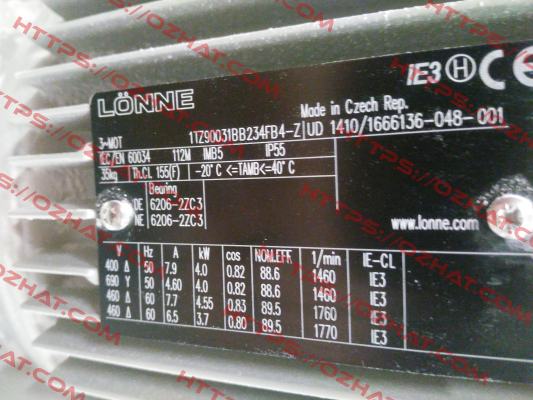 LÖNNE
iE3 H CE
Made in Czech Rep.
3~MOT 11Z90031BB234FB4-Z UD 1410/1666136-048-001
IEC/EN 60034 112M IMB5 IP55
35kg Th.CL 155(F) -20°C <=TAMB<=40°C
Bearing
DE 6206-2ZC3
NE 6206-2ZC3
www.lonne.com
V Hz A kW cos NOM.EFF 1/min IE-CL
400 Δ 50 7.9 4.0 0.82 88.6 1460 IE3
690 Y 50 4.60 4.0 0.82 88.6 1460 IE3
460 Δ 60 7.7 4.55 0.83 89.5 1760 IE3
460 Δ 60 6.5 3.7 0.80 89.5 1770 IE3
HTTPS://OZHAT.COM